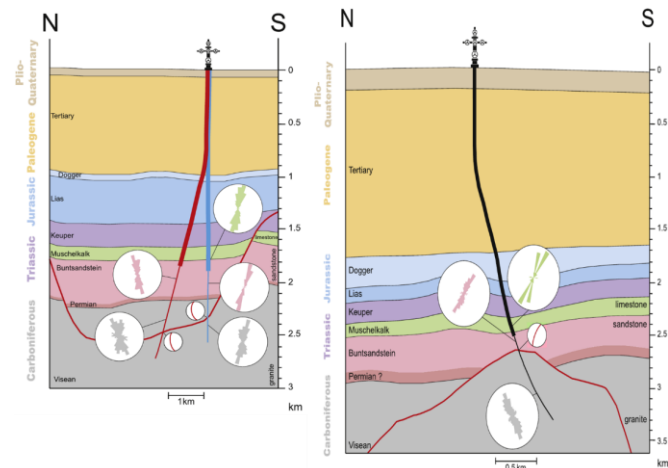 N
S
Plio-
Quaternary
Paleogene
Jurassic
Triassic
Carboniferous
Tertiary
Dogger
Lias
Keuper
Muschelkalk
Buntsandstein
Permian
Visean
limestone
sandstone
granite
0
0.5
1
1.5
2
2.5
3
km
1km
N
S
Plio-
Quaternary
Paleogene
Jurassic
Triassic
Carboniferous
Tertiary
Dogger
Lias
Keuper
Muschelkalk
Buntsandstein
Permian ?
Visean
limestone
sandstone
granite
0
0.5
1
1.5
2
2.5
3
3.5
km
0.5 km